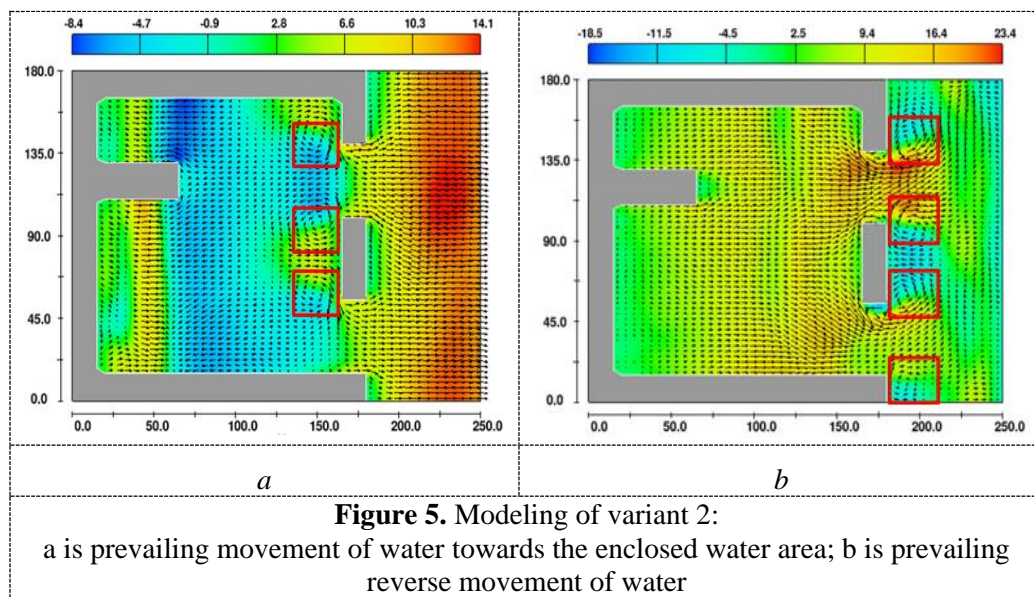 -8.4 -4.7 -0.9 2.8 6.6 10.3 14.1
180.0
135.0
90.0
45.0
0.0
0.0 50.0 100.0 150.0 200.0 250.0
a
-18.5 -11.5 -4.5 2.5 9.4 16.4 23.4
180.0
135.0
90.0
45.0
0.0
0.0 50.0 100.0 150.0 200.0 250.0
b
Figure 5. Modeling of variant 2:
a is prevailing movement of water towards the enclosed water area; b is prevailing
reverse movement of water